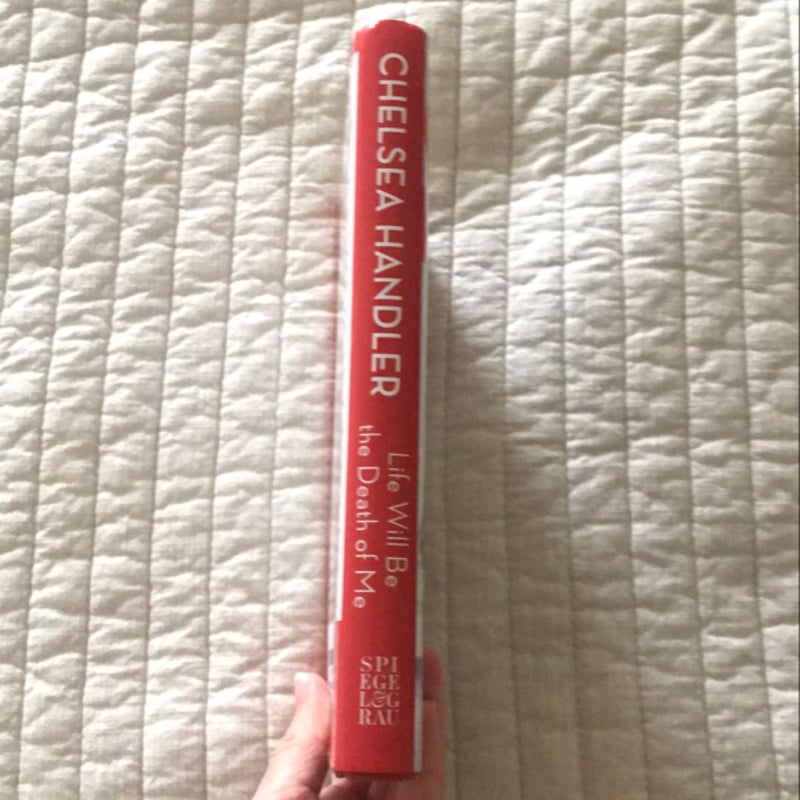 CHELSEA HANDLER
Life Will Be
the Death of Me
SPI
EGE
L&G
RAU